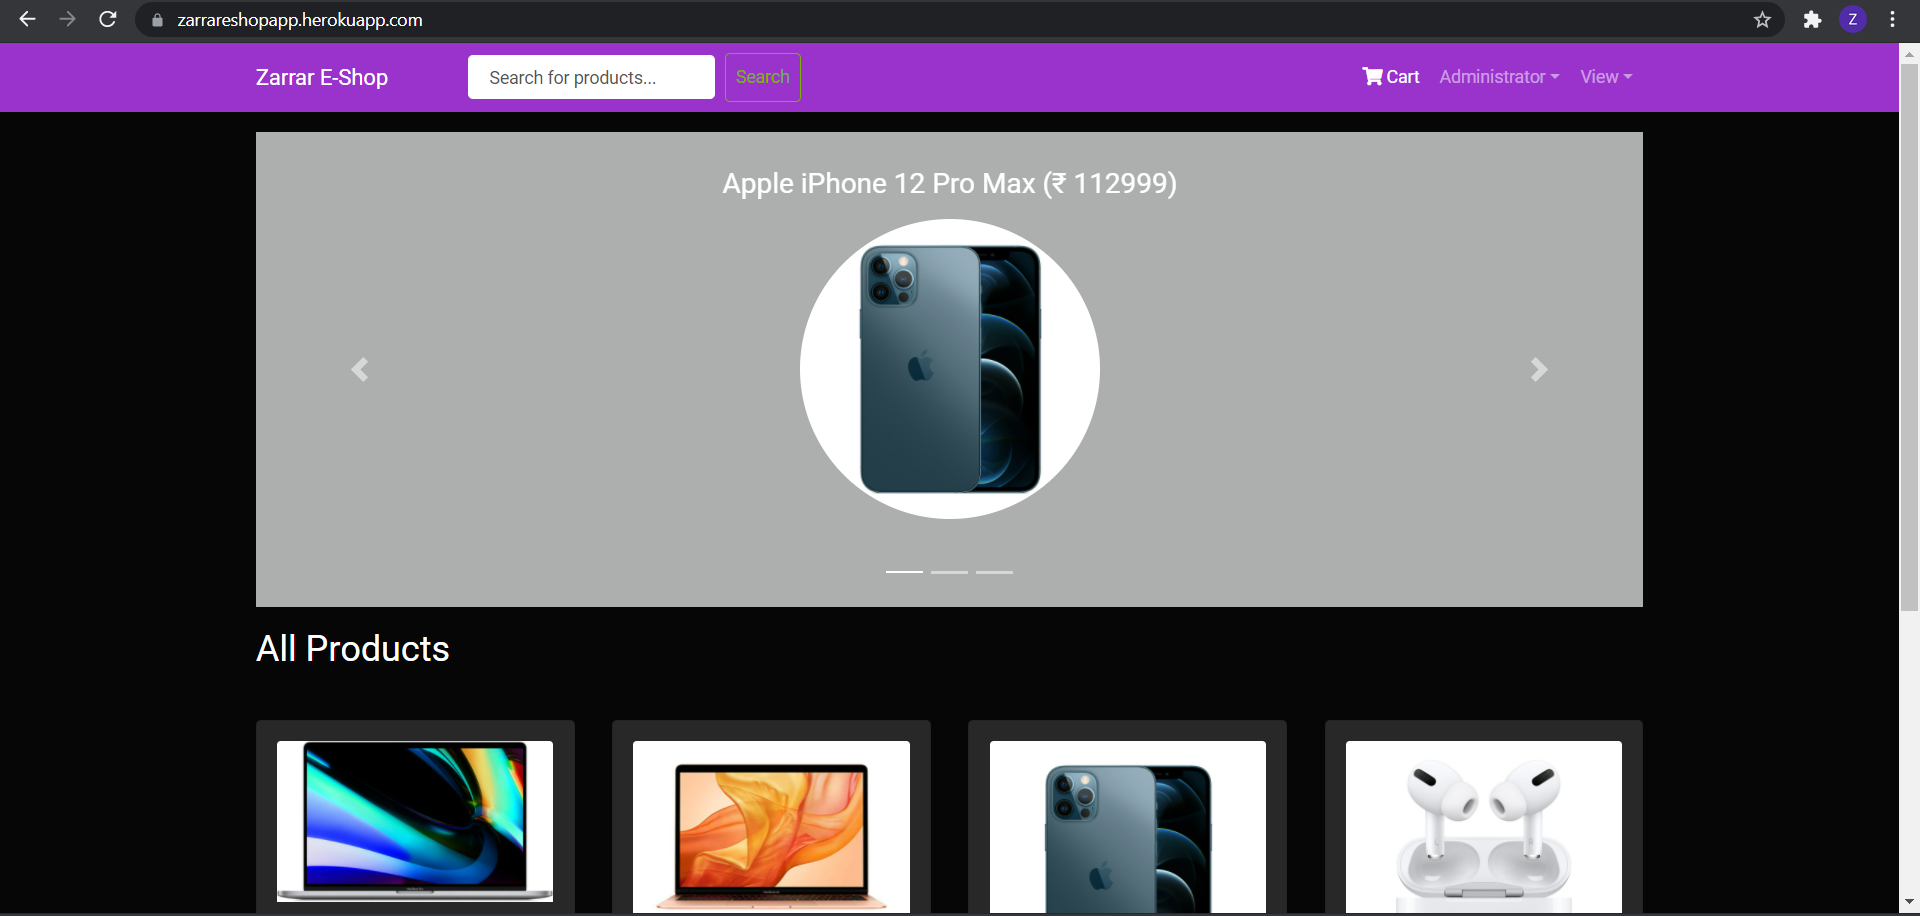 zarrareshopapp.herokuapp.com
Z
Zarrar E-Shop
Search for products...
Search
Cart
Administrator
View
Apple iPhone 12 Pro Max (₹ 112999)
All Products